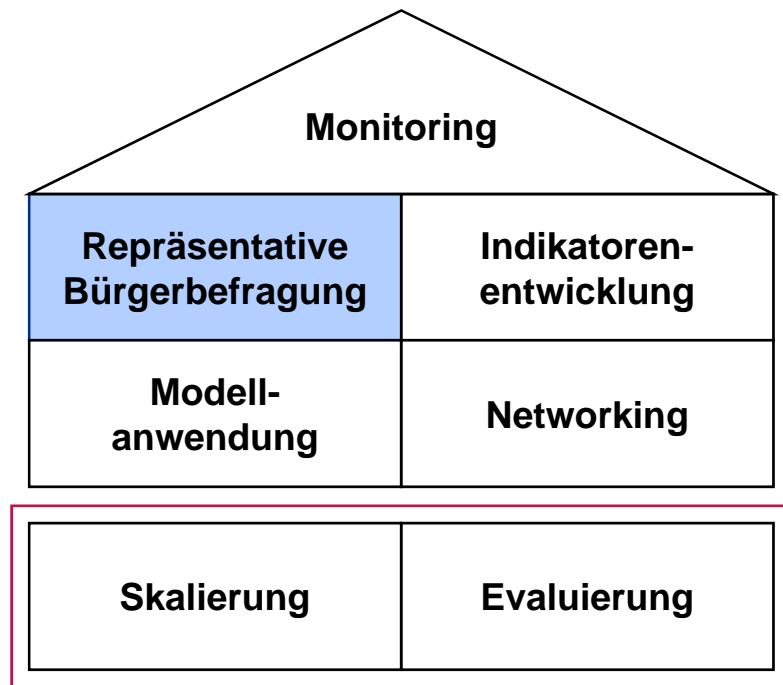 Monitoring
Repräsentative
Bürgerbefragung
Indikatoren-
entwicklung
Modell-
anwendung
Networking
Skalierung
Evaluierung